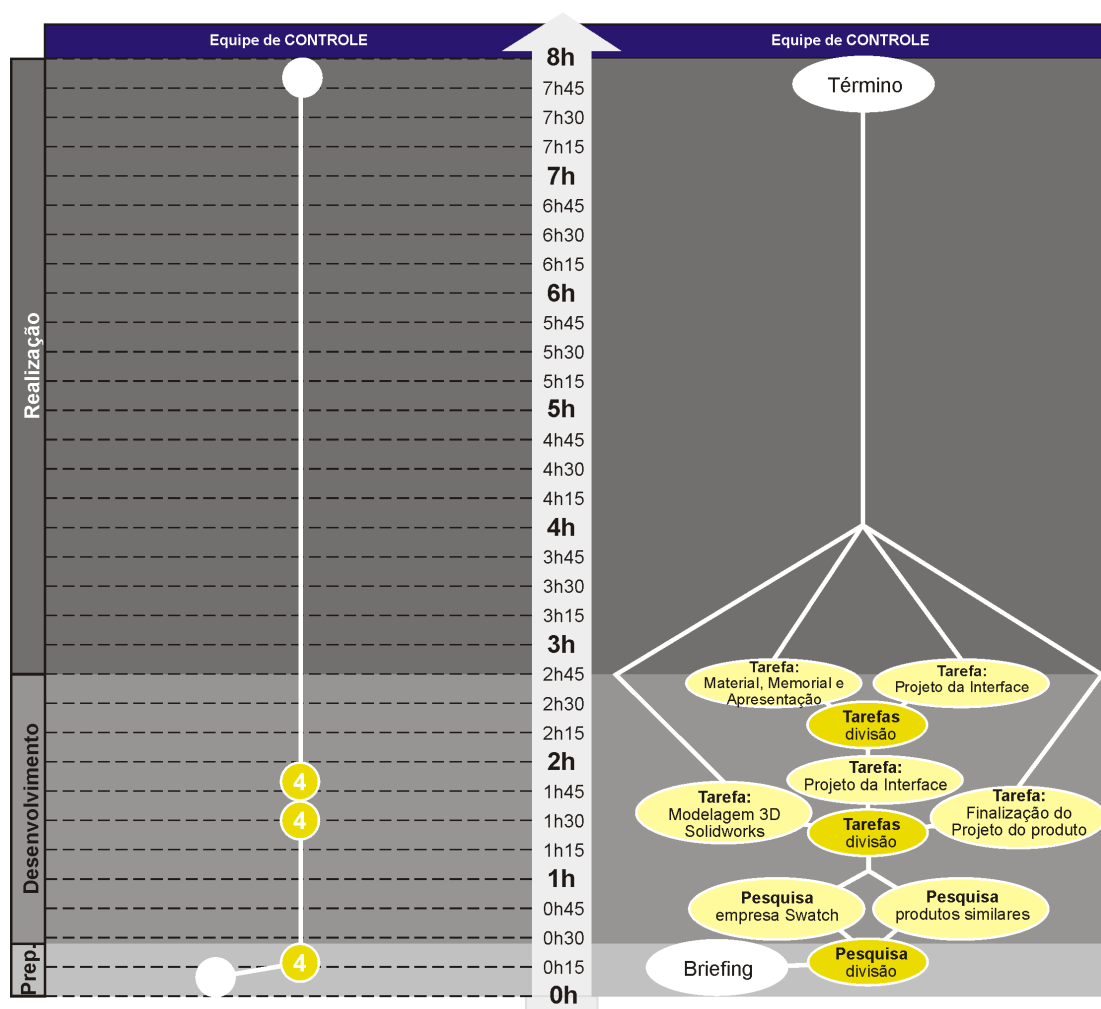 Equipe de CONTROLE
Equipe de CONTROLE
8h
7h45
7h30
7h15
7h
6h45
6h30
6h15
6h
5h45
5h30
5h15
5h
4h45
4h30
4h15
4h
3h45
3h30
3h15
3h
2h45
2h30
2h15
2h
1h45
1h30
1h15
1h
0h45
0h30
0h15
0h
Realização
Desenvolvimento
Prep.
4
4
4
Término
Tarefa:
Material, Memorial e
Apresentação
Tarefa:
Projeto da Interface
Tarefas
divisão
Tarefa:
Projeto da Interface
Tarefa:
Modelagem 3D
Solidworks
Tarefas
divisão
Tarefa:
Finalização do
Projeto do produto
Pesquisa
empresa Swatch
Pesquisa
produtos similares
Briefing
Pesquisa
divisão